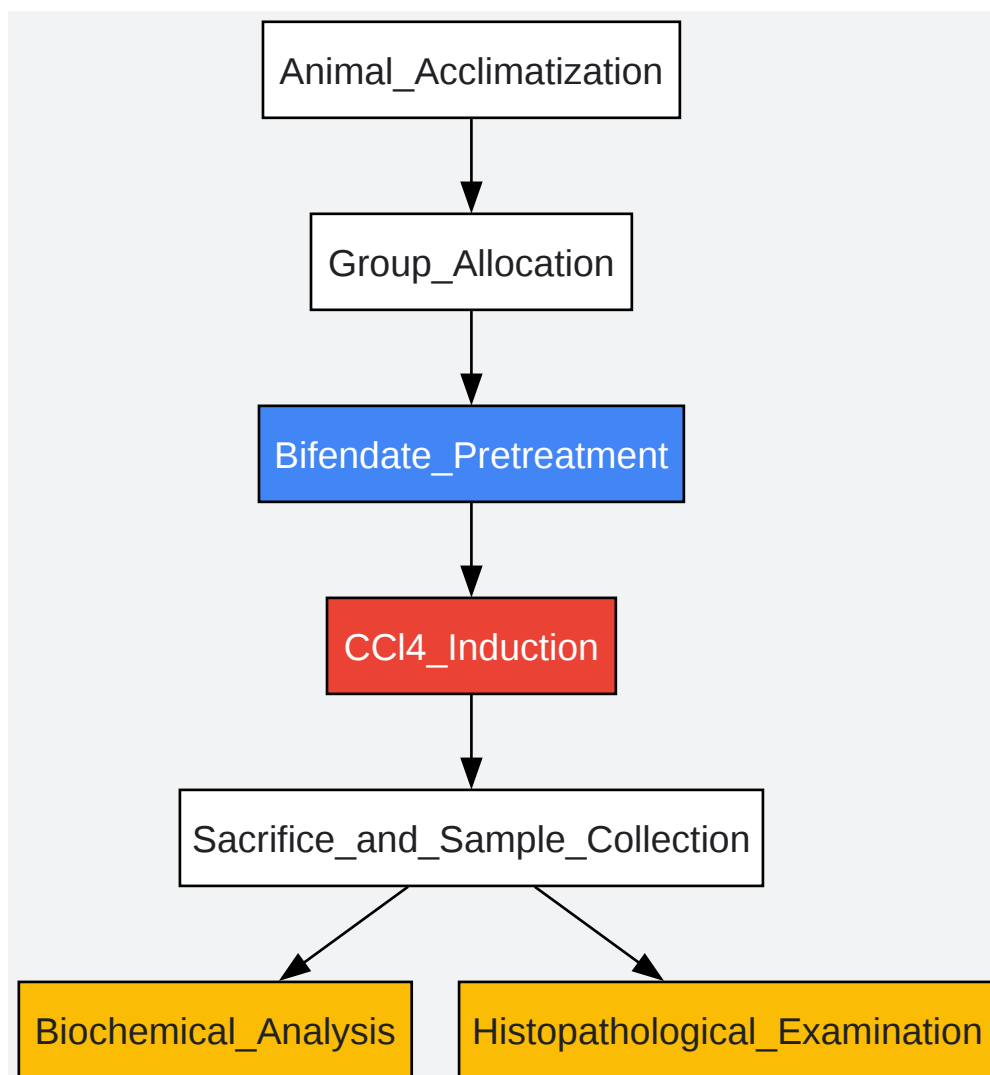 Animal_Acclimatization
Group_Allocation
Bifendate_Pretreatment
CCl4_Induction
Sacrifice_and_Sample_Collection
Biochemical_Analysis
Histopathological_Examination